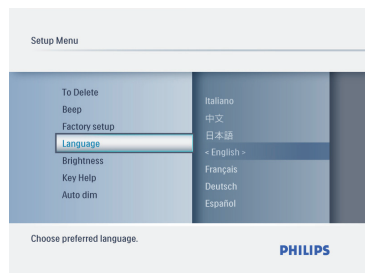 Setup Menu
To Delete
Beep
Factory setup
Language
Brightness
Key Help
Auto dim
Italiano
中文
日本語
< English >
Français
Deutsch
Español
Choose preferred language.
PHILIPS